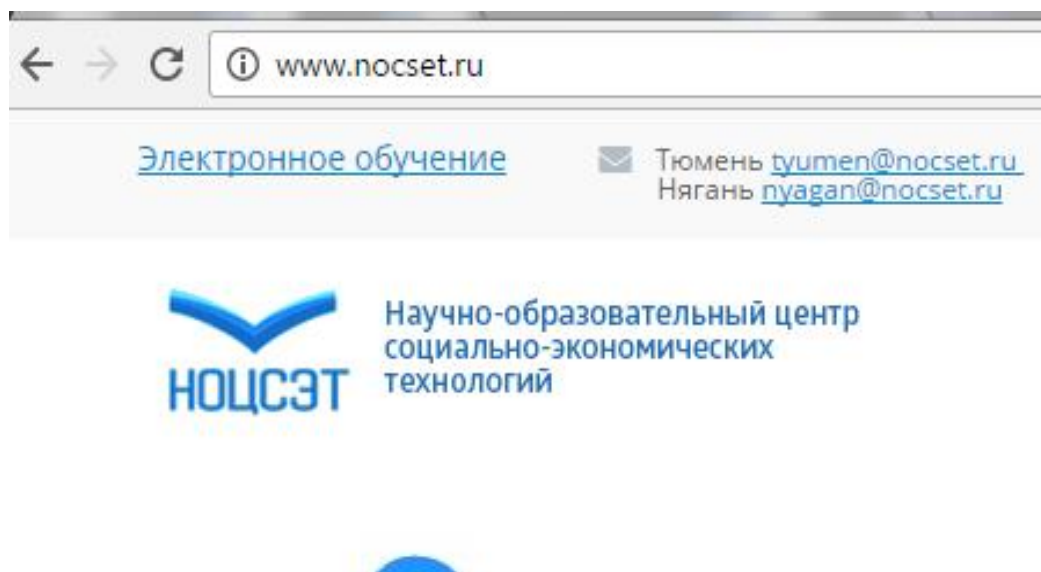 www.nocset.ru
Электронное обучение
Тюмень tyumen@nocset.ru
Нягань nyagan@nocset.ru
НОЦСЭТ
Научно-образовательный центр
социально-экономических
технологий